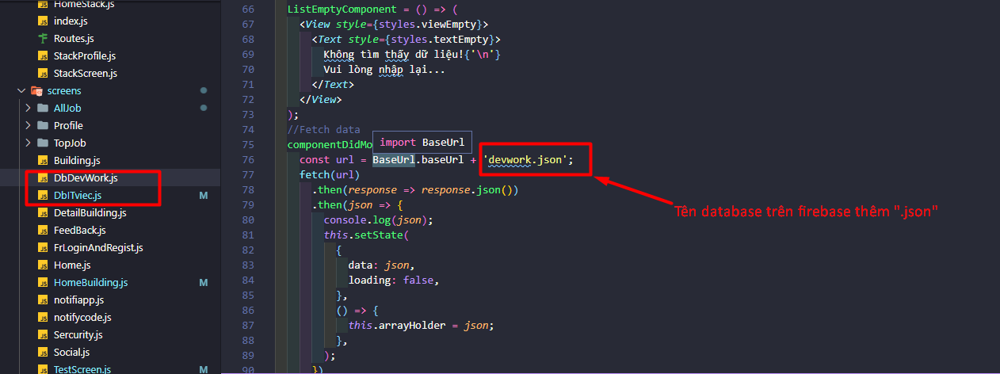 HomeStack.js
index.js
Routes.js
StackProfile.js
StackScreen.js
screens
AllJob
Profile
TopJob
Building.js
DbDevWork.js
DbITviec.js M
DetailBuilding.js
FeedBack.js
FrLoginAndRegist.js
Home.js
HomeBuilding.js M
notifiapp.js
notifycode.js
Sercurity.js
Social.js
TestScreen.js M
66 ListEmptyComponent = () => (
67 <View style={styles.viewEmpty}>
68 <Text style={styles.textEmpty}>
69 Không tìm thấy dữ liệu!{'\n'}
70 Vui lòng nhập lại...
71 </Text>
72 </View>
73 );
74 //Fetch data
import BaseUrl
75 componentDidMo
76 const url = BaseUrl.baseUrl + 'devwork.json';
77 fetch(url)
78 .then(response => response.json())
79 .then(json => {
80 console.log(json);
81 this.setState(
82 {
83 data: json,
84 loading: false,
85 },
86 () => {
87 this.arrayHolder = json;
88 },
89 );
90 })
Tên database trên firebase thêm ".json"